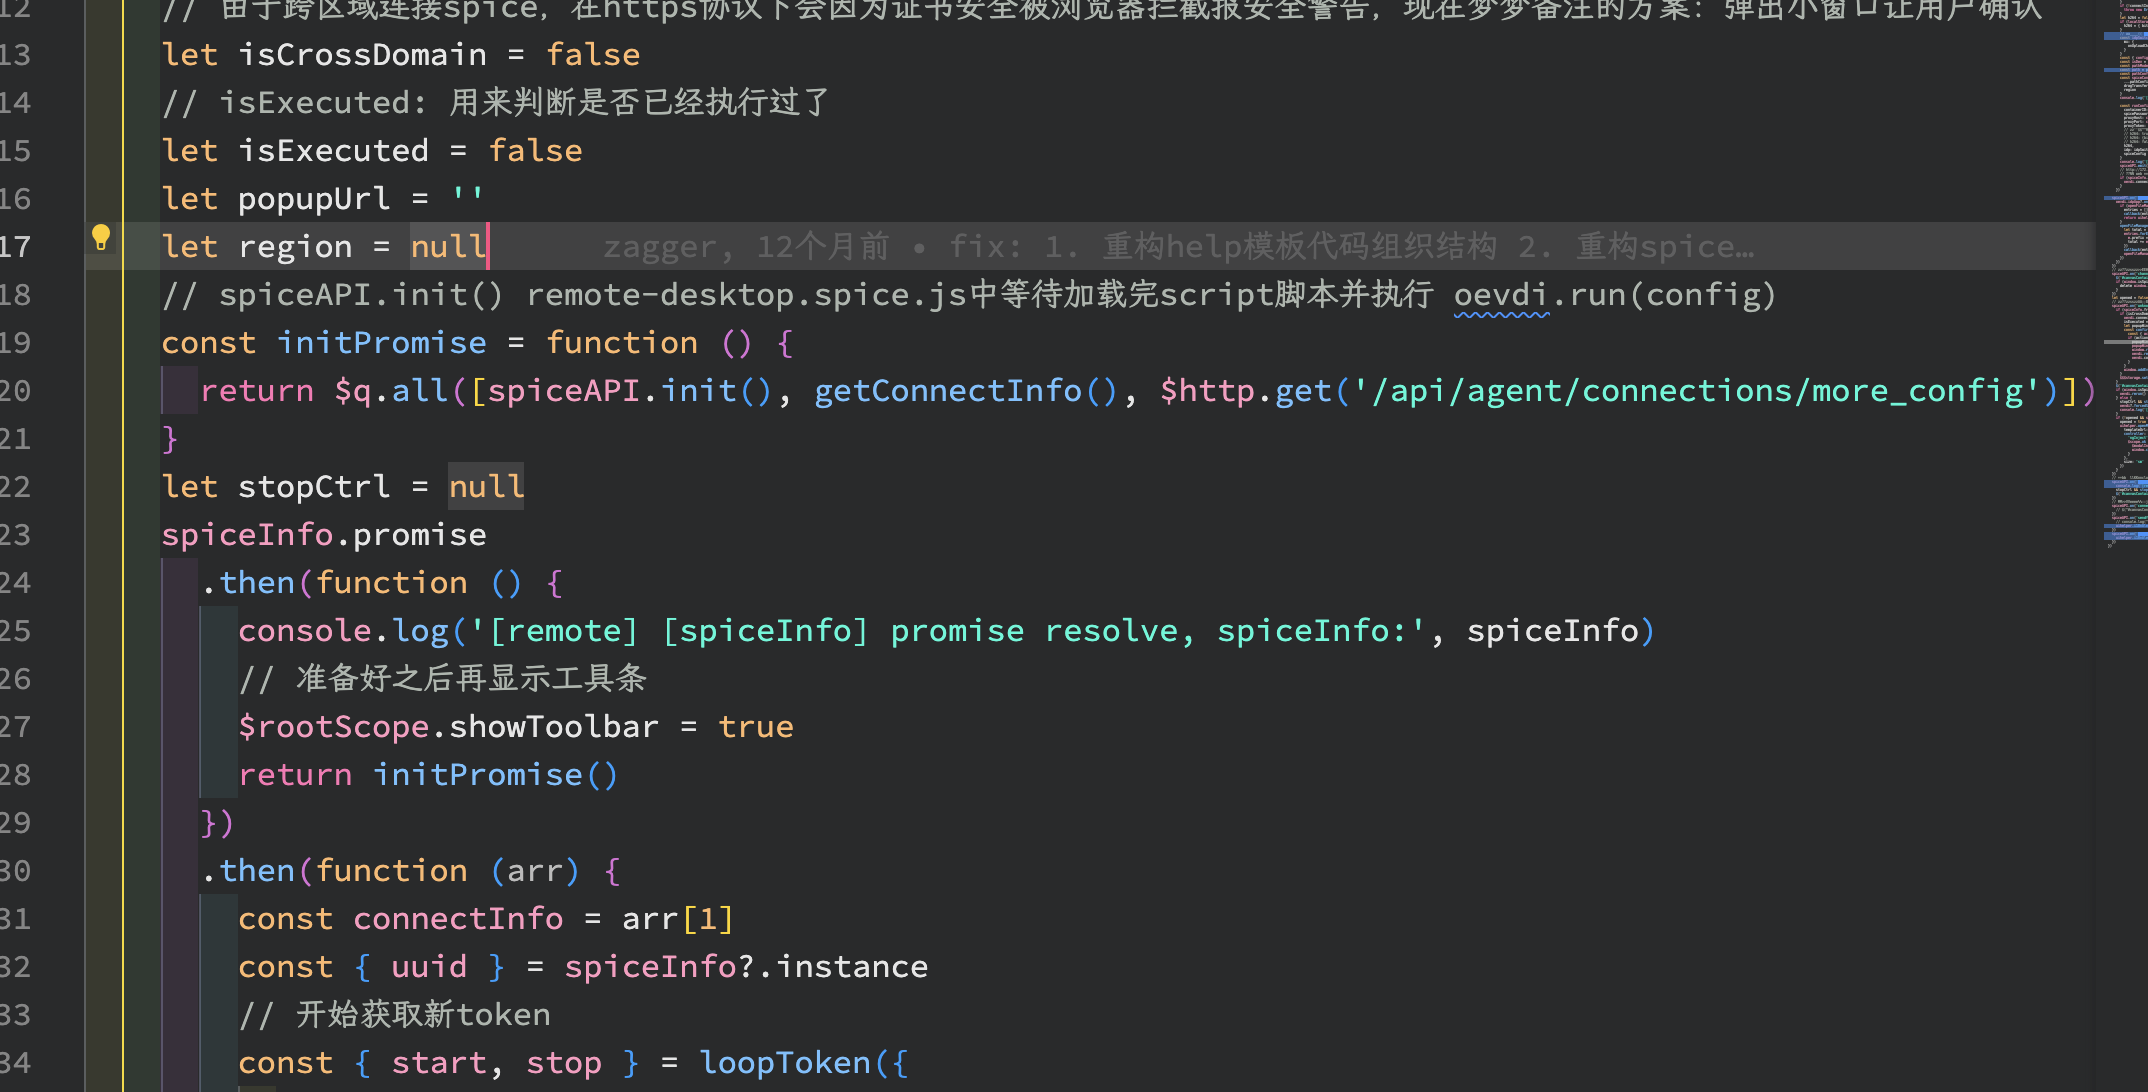 12 // 由于跨区域连接spice, 在https协议下会因为证书安全被浏览器拦截报安全警告, 现在梦梦备注的方案: 弹出小窗口让用户确认
13 let isCrossDomain = false
14 // isExecuted: 用来判断是否已经执行过了
15 let isExecuted = false
16 let popupUrl = ''
17 let region = null zagger, 12个月前 • fix: 1. 重构help模板代码组织结构 2. 重构spice…
18 // spiceAPI.init() remote-desktop.spice.js中等待加载完script脚本并执行 oevdi.run(config)
19 const initPromise = function () {
20 return $q.all([spiceAPI.init(), getConnectInfo(), $http.get('/api/agent/connections/more_config')])
21 }
22 let stopCtrl = null
23 spiceInfo.promise
24 .then(function () {
25 console.log('[remote] [spiceInfo] promise resolve, spiceInfo:', spiceInfo)
26 // 准备好之后再显示工具条
27 $rootScope.showToolbar = true
28 return initPromise()
29 })
30 .then(function (arr) {
31 const connectInfo = arr[1]
32 const { uuid } = spiceInfo?.instance
33 // 开始获取新token
34 const { start, stop } = loopToken({